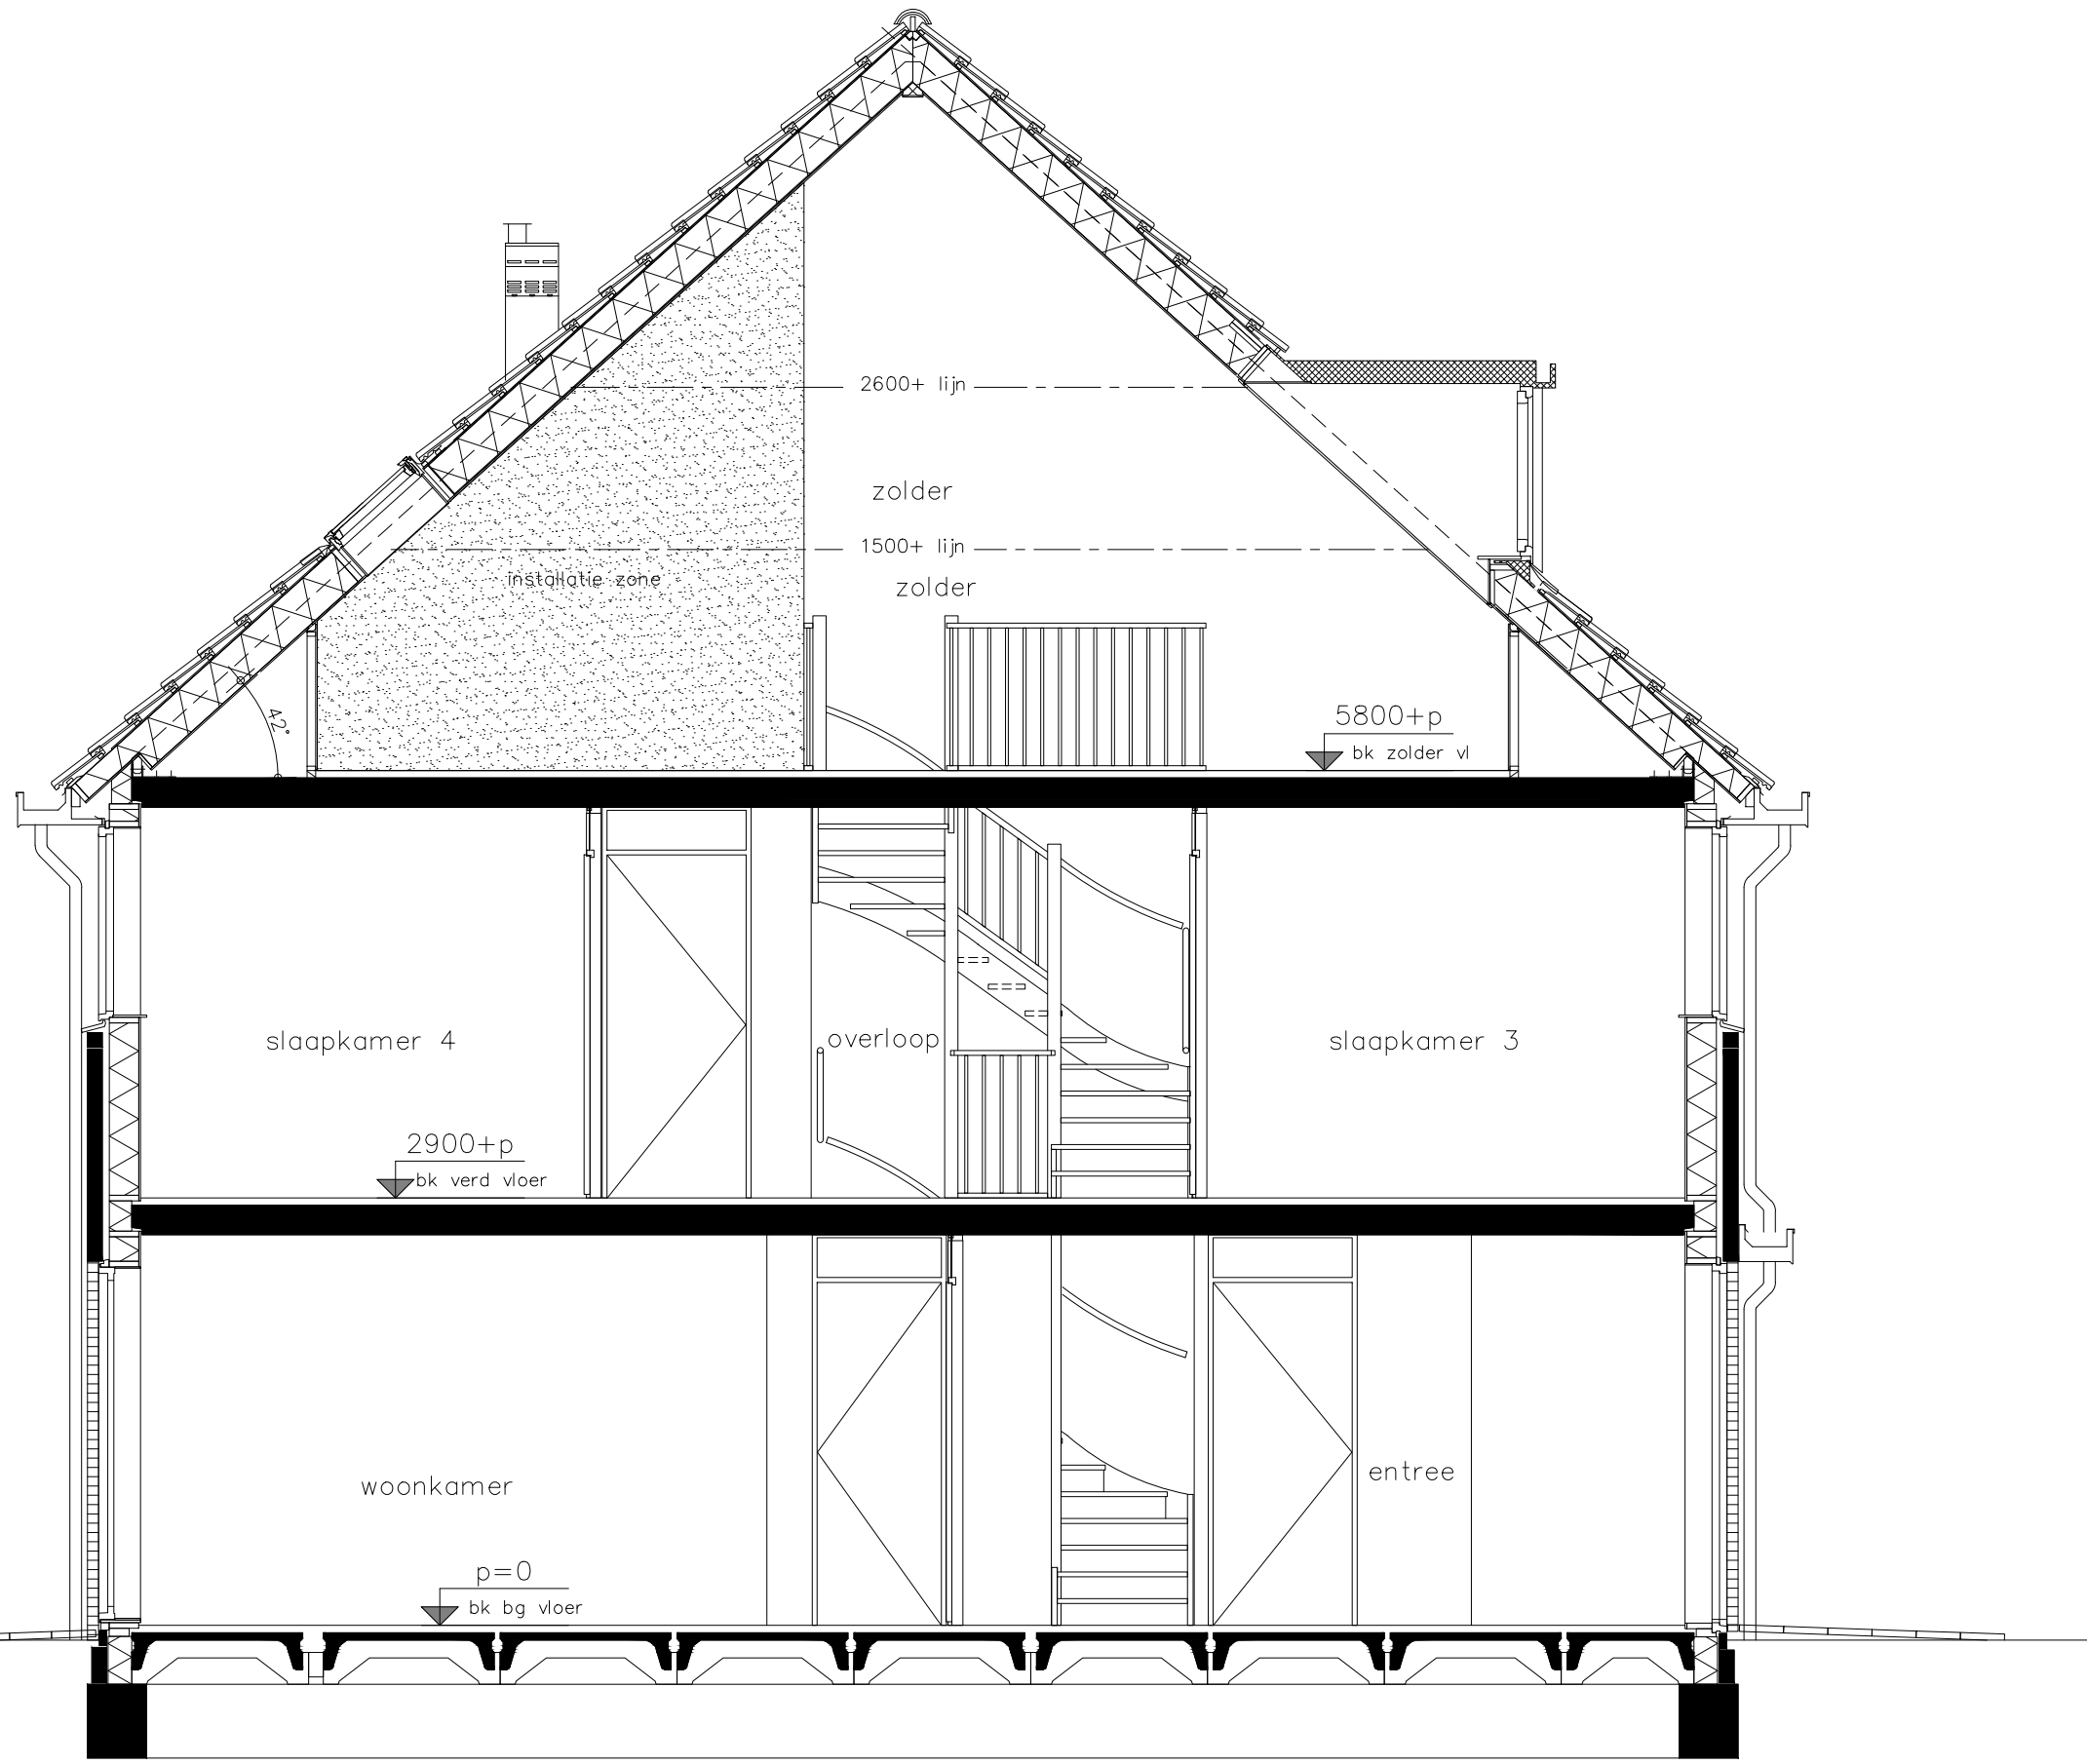 2600+ lijn
zolder
1500+ lijn
installatie zone
zolder
42°
5800+p
bk zolder vl
slaapkamer 4
overloop
slaapkamer 3
2900+p
bk verd vloer
woonkamer
entree
p=0
bk bg vloer